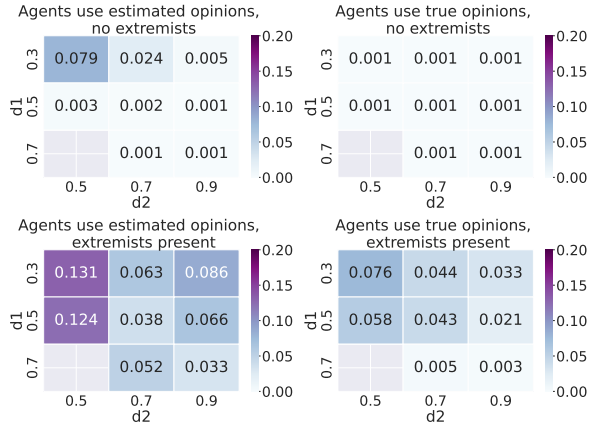 Agents use estimated opinions,
no extremists
0.3 0.079 0.024 0.005
0.5 0.003 0.002 0.001
0.7 0.001 0.001
d1
0.5 0.7 0.9
d2
0.20
0.15
0.10
0.05
0.00
Agents use true opinions,
no extremists
0.3 0.001 0.001 0.001
0.5 0.001 0.001 0.001
0.7 0.001 0.001
d1
0.5 0.7 0.9
d2
0.20
0.15
0.10
0.05
0.00
Agents use estimated opinions,
extremists present
0.3 0.131 0.063 0.086
0.5 0.124 0.038 0.066
0.7 0.052 0.033
d1
0.5 0.7 0.9
d2
0.20
0.15
0.10
0.05
0.00
Agents use true opinions,
extremists present
0.3 0.076 0.044 0.033
0.5 0.058 0.043 0.021
0.7 0.005 0.003
d1
0.5 0.7 0.9
d2
0.20
0.15
0.10
0.05
0.00